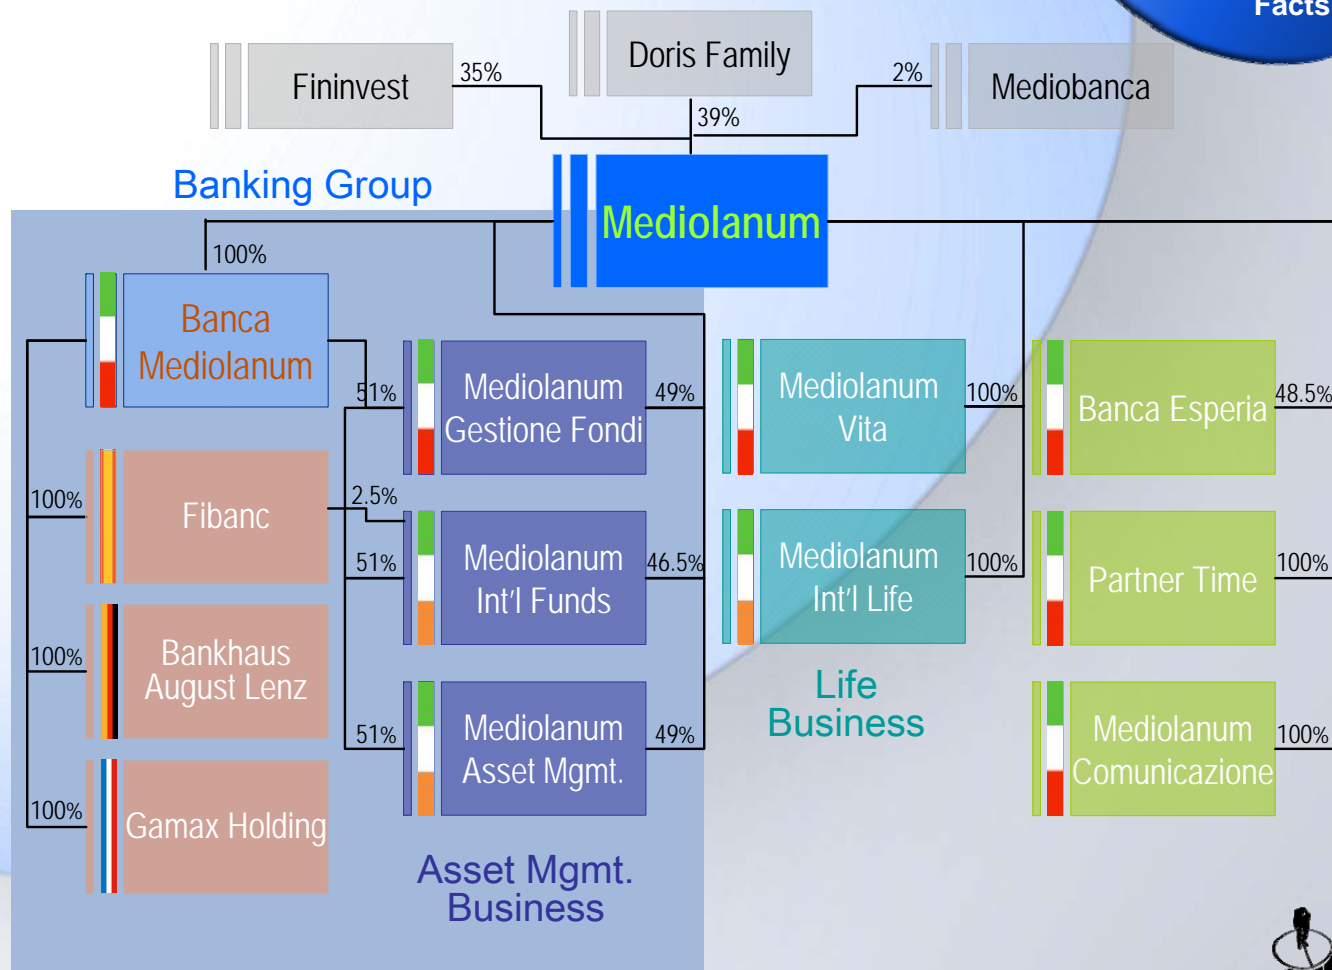 Facts
Fininvest
35%
Doris Family
39%
2%
Mediobanca
Banking Group
Mediolanum
100%
Banca
Mediolanum
51%
Mediolanum
Gestione Fondi
49%
Mediolanum
Vita
100%
Banca Esperia
48.5%
100%
Fibanc
2.5%
51%
Mediolanum
Int'l Funds
46.5%
Mediolanum
Int'l Life
100%
Partner Time
100%
100%
Bankhaus
August Lenz
51%
Mediolanum
Asset Mgmt.
49%
Life
Business
Mediolanum
Comunicazione
100%
100%
Gamax Holding
Asset Mgmt.
Business